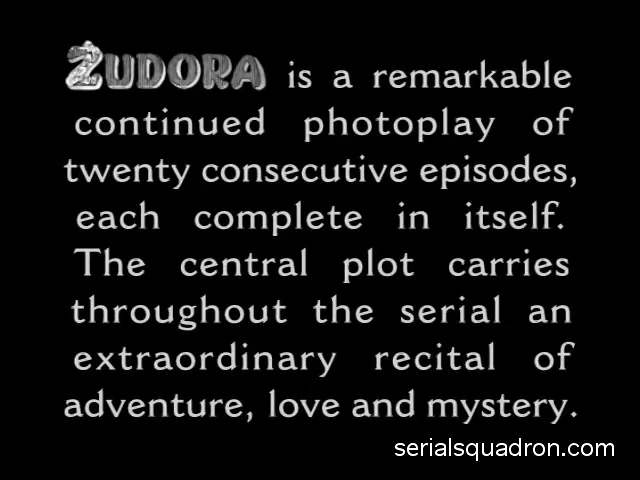 ZUDORA is a remarkable
continued photoplay of
twenty consecutive episodes,
each complete in itself.
The central plot carries
throughout the serial an
extraordinary recital of
adventure, love and mystery.
serialsquadron.com